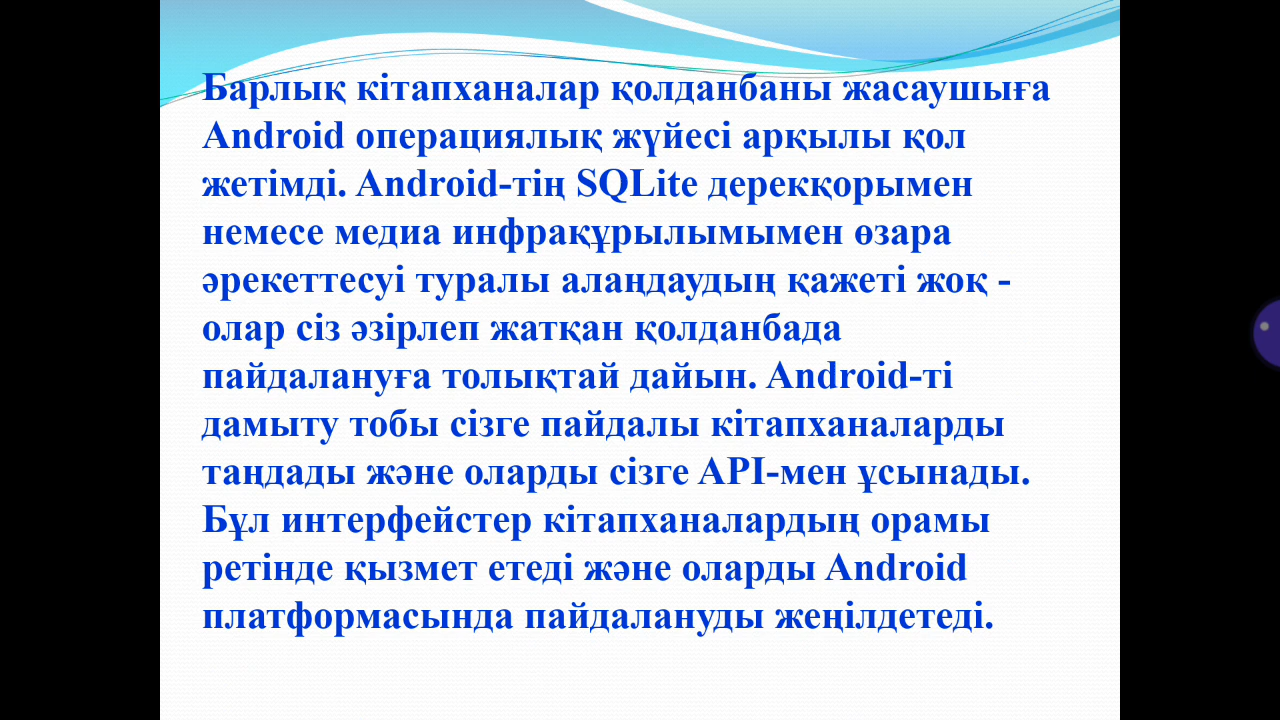 Барлық кітапханалар қолданбаны жасаушыға
Android операциялық жүйесі арқылы қол
жетімді. Android-тің SQLite дерекқорымен
немесе медиа инфрақұрылымымен өзара
әрекеттесуі туралы алаңдаудың қажеті жоқ -
олар сіз әзірлеп жатқан қолданбада
пайдалануға толықтай дайын. Android-ті
дамыту тобы сізге пайдалы кітапханаларды
таңдады және оларды сізге API-мен ұсынады.
Бұл интерфейстер кітапханалардың орамы
ретінде қызмет етеді және оларды Android
платформасында пайдалануды жеңілдетеді.